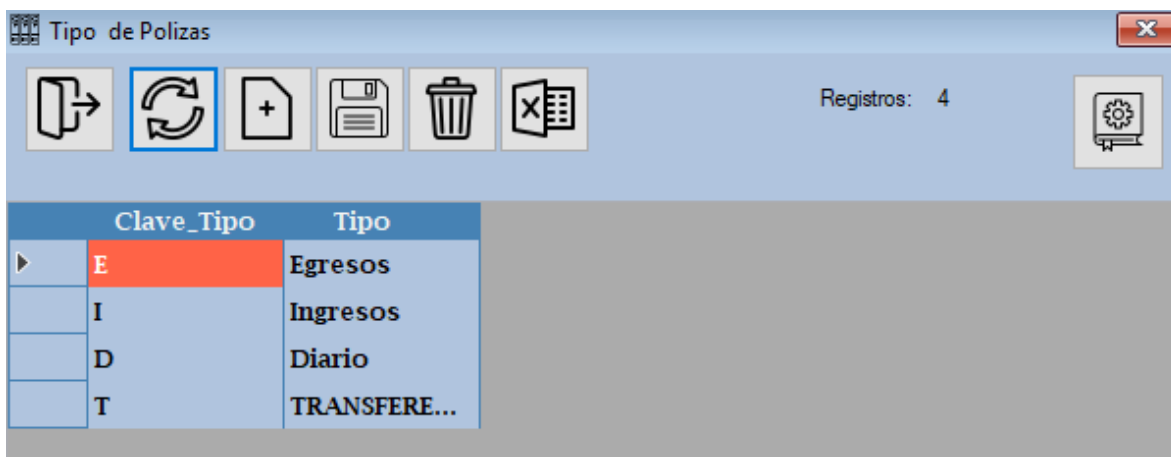 Tipo  de Polizas
Registros:   4
Clave_Tipo Tipo
E Egresos
I Ingresos
D Diario
T TRANSFERE...